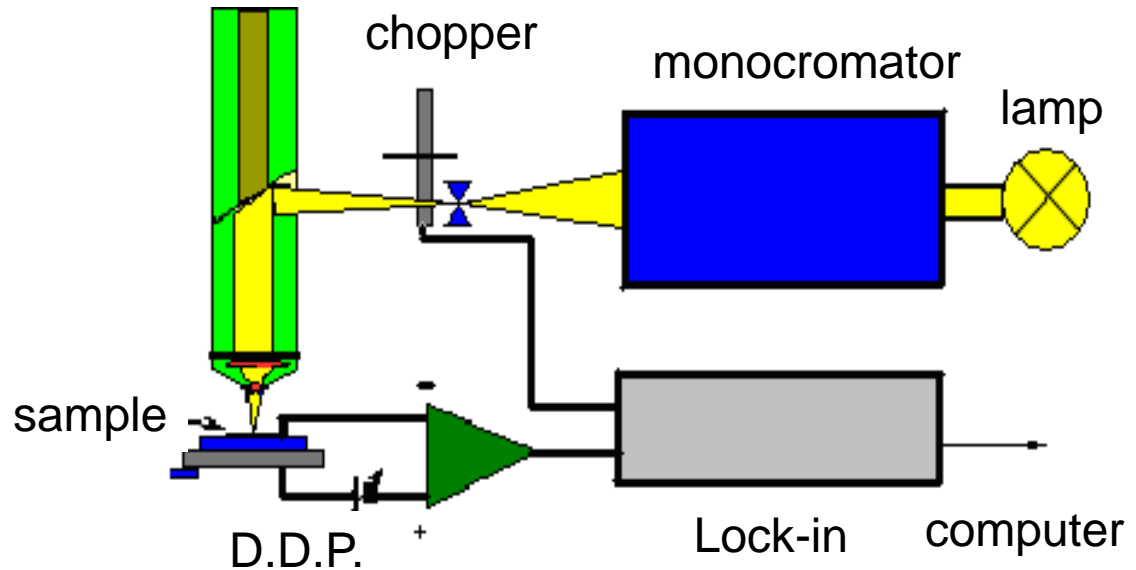 chopper
monocromator
lamp
sample
-
+
D.D.P.
Lock-in
computer